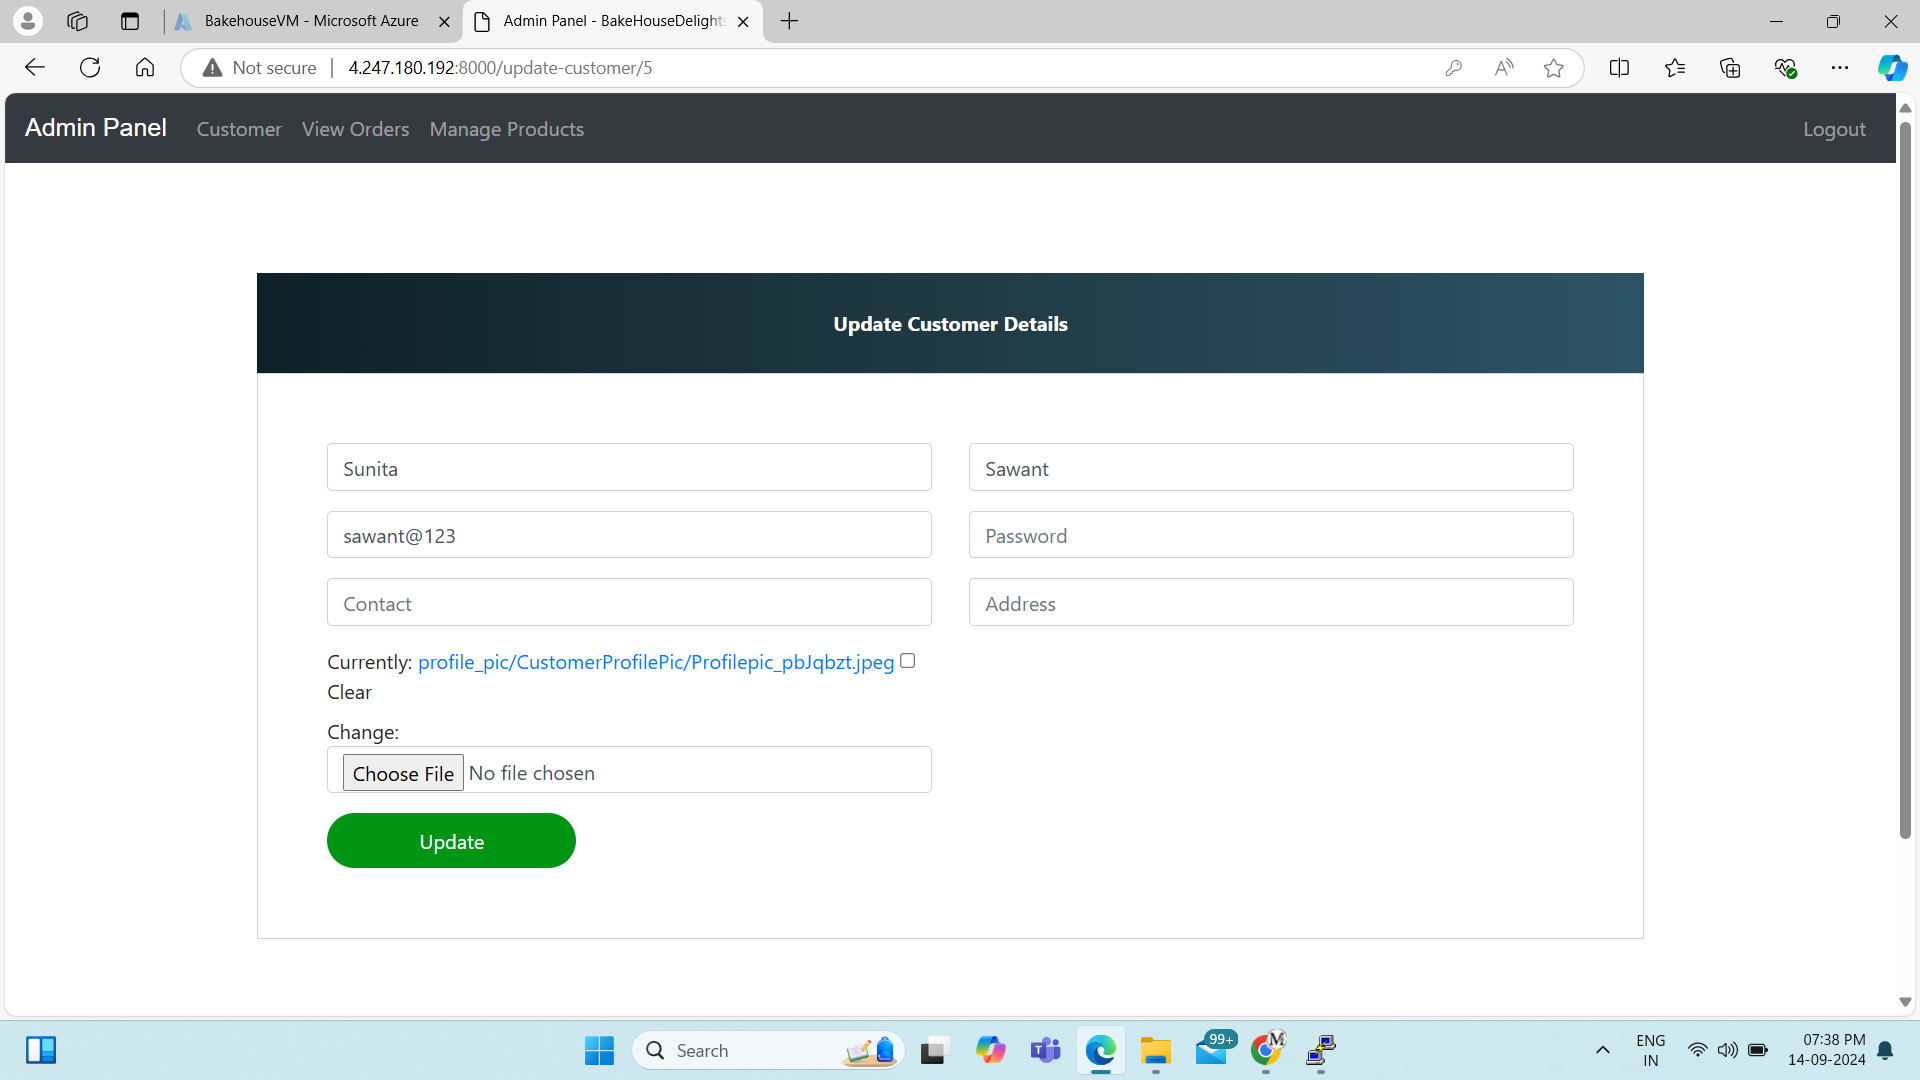 BakehouseVM - Microsoft Azure
Admin Panel - BakeHouseDelights
Not secure
4.247.180.192:8000/update-customer/5
Admin Panel
Customer
View Orders
Manage Products
Logout
Update Customer Details
Sunita
Sawant
sawant@123
Password
Contact
Address
Currently: profile_pic/CustomerProfilePic/Profilepic_pbJqbzt.jpeg
Clear
Change:
Choose File No file chosen
Update
Search
99+
M
ENG
IN
07:38 PM
14-09-2024